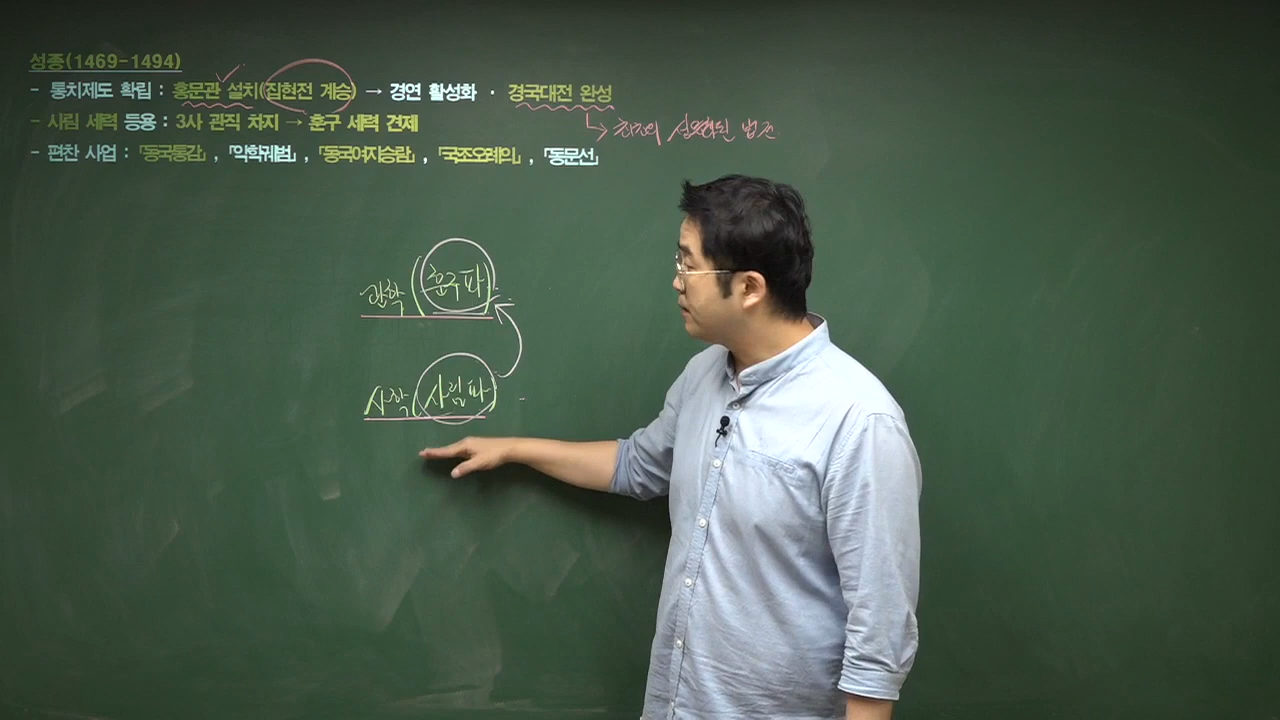 성종(1469-1494)
- 통치제도 확립 : 홍문관 설치(집현전 계승) → 경연 활성화 · 경국대전 완성
- 사림 세력 등용 : 3사 관직 차지 → 훈구 세력 견제
- 편찬 사업 : 「동국통감」, 「악학궤범」, 「동국여지승람」, 「국조오례의」, 「동문선」
↳ 최초의 성문화된 법전
관학 (훈구파)
사학 (사림파)